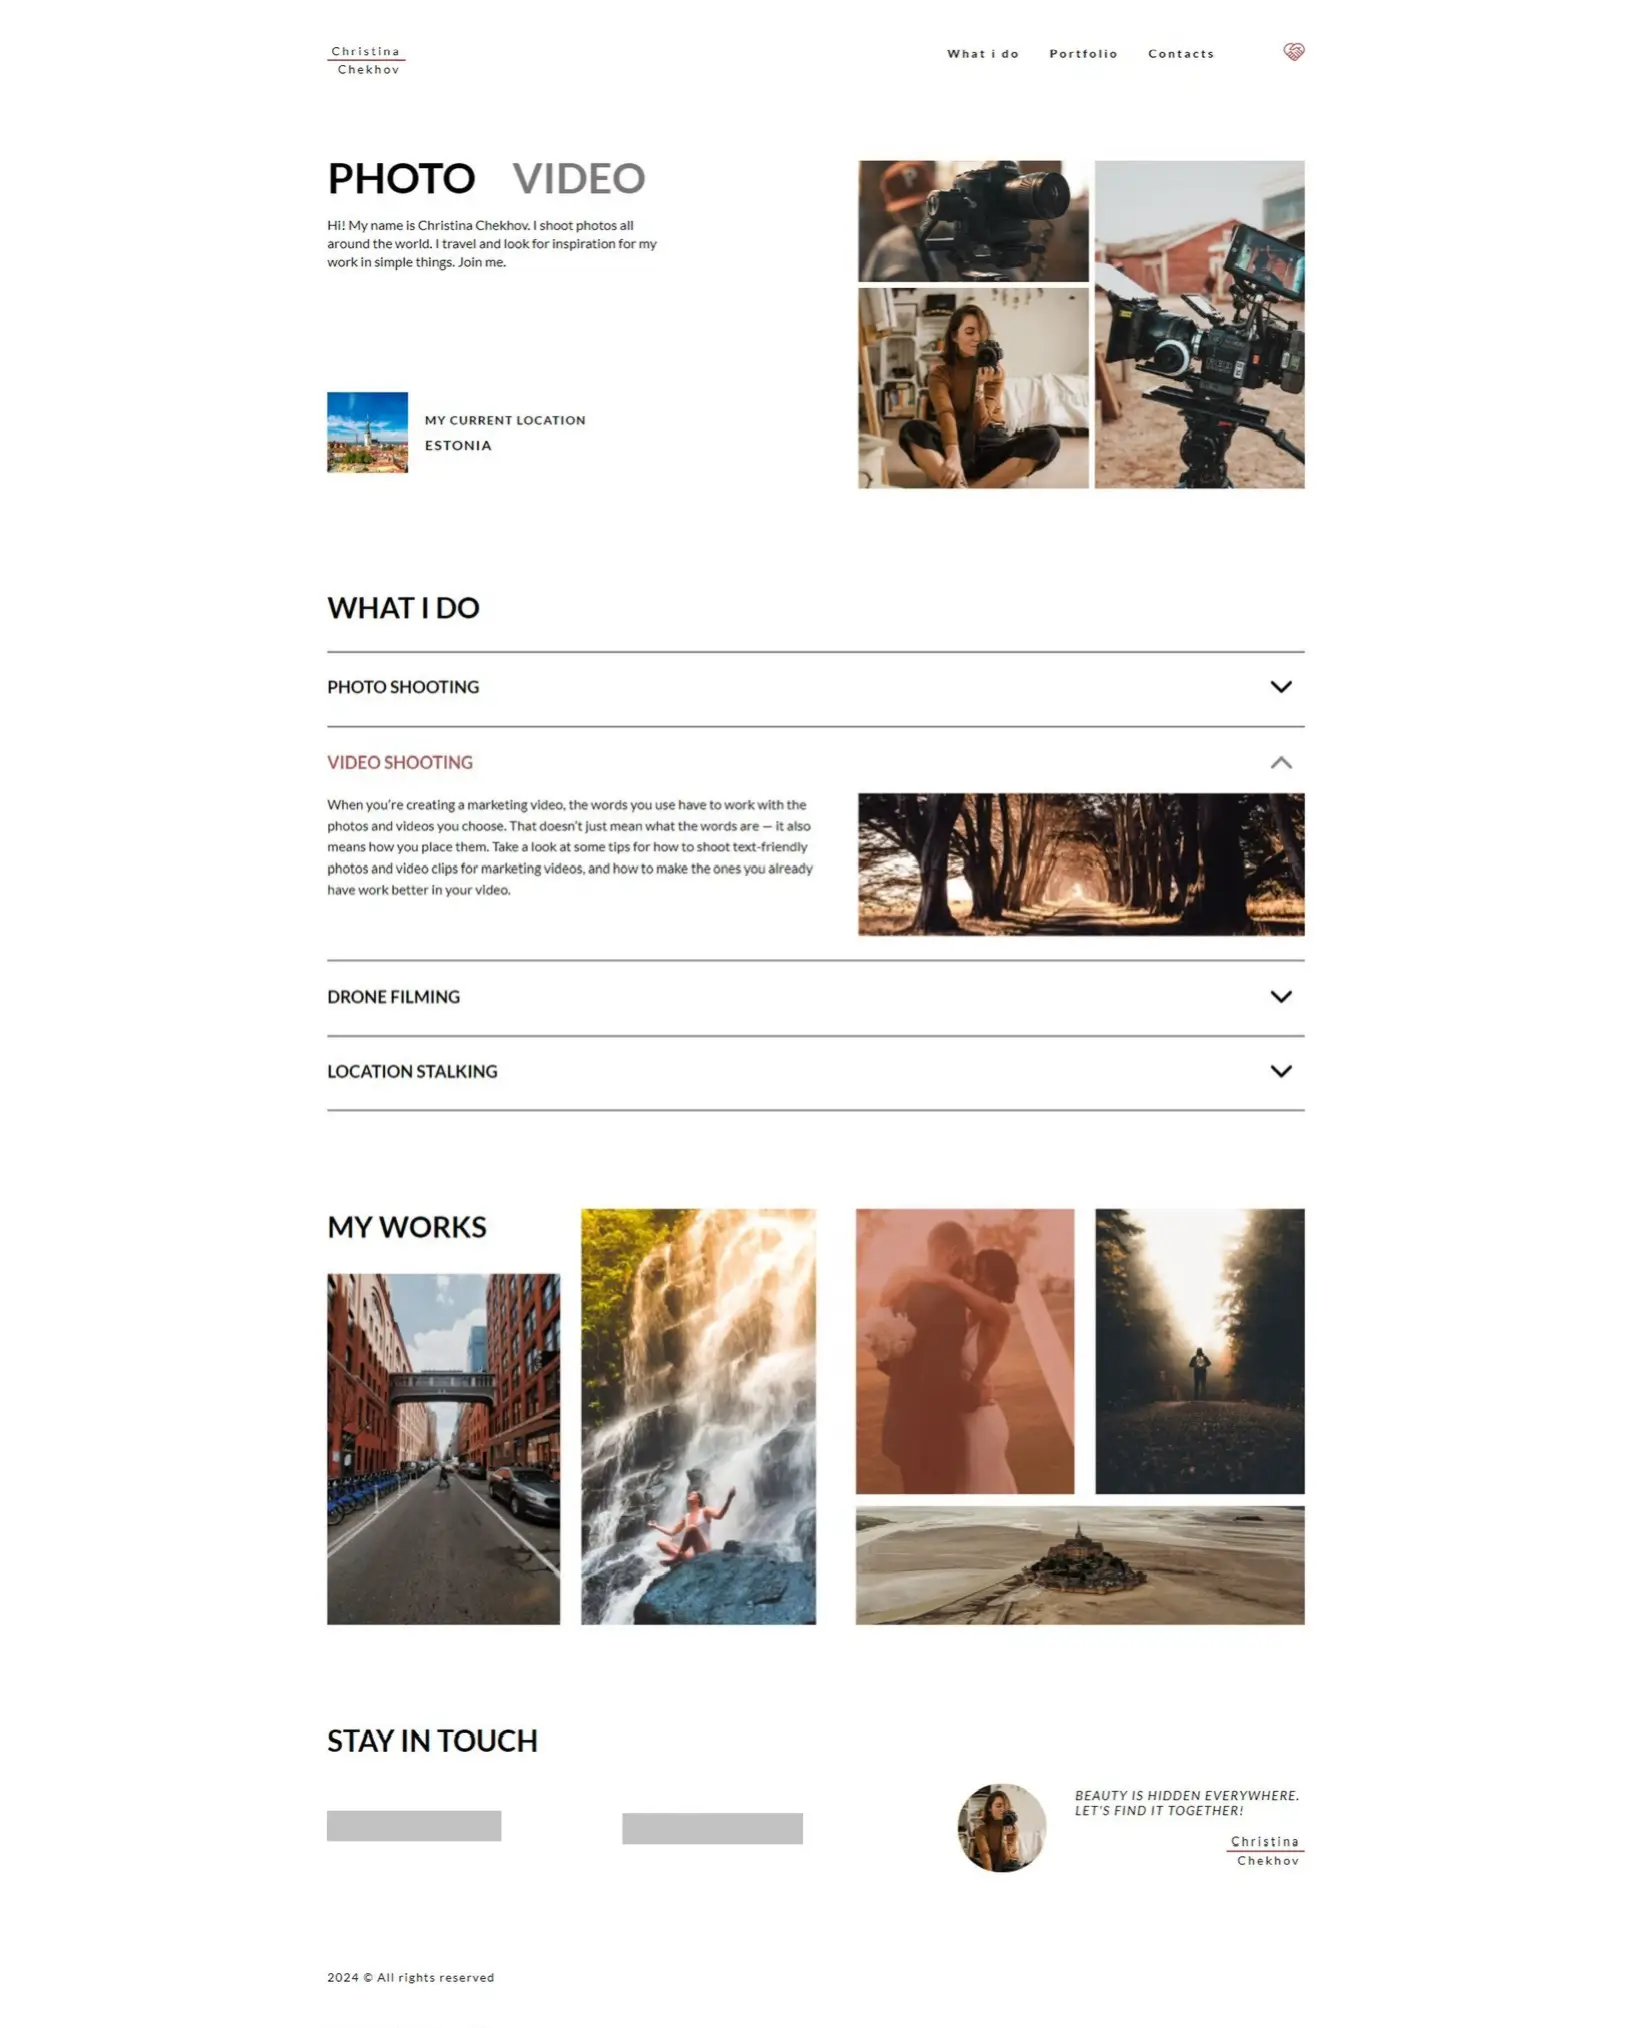 Christina
Chekhov
What i do
Portfolio
Contacts
PHOTO VIDEO
Hi! My name is Christina Chekhov. I shoot photos all
around the world. I travel and look for inspiration for my
work in simple things. Join me.
P
MY CURRENT LOCATION
ESTONIA
WHAT I DO
PHOTO SHOOTING
VIDEO SHOOTING
When you’re creating a marketing video, the words you use have to work with the
photos and videos you choose. That doesn’t just mean what the words are — it also
means how you place them. Take a look at some tips for how to shoot text-friendly
photos and video clips for marketing videos, and how to make the ones you already
have work better in your video.
DRONE FILMING
LOCATION STALKING
MY WORKS
STAY IN TOUCH
BEAUTY IS HIDDEN EVERYWHERE.
LET'S FIND IT TOGETHER!
Christina
Chekhov
2024 © All rights reserved